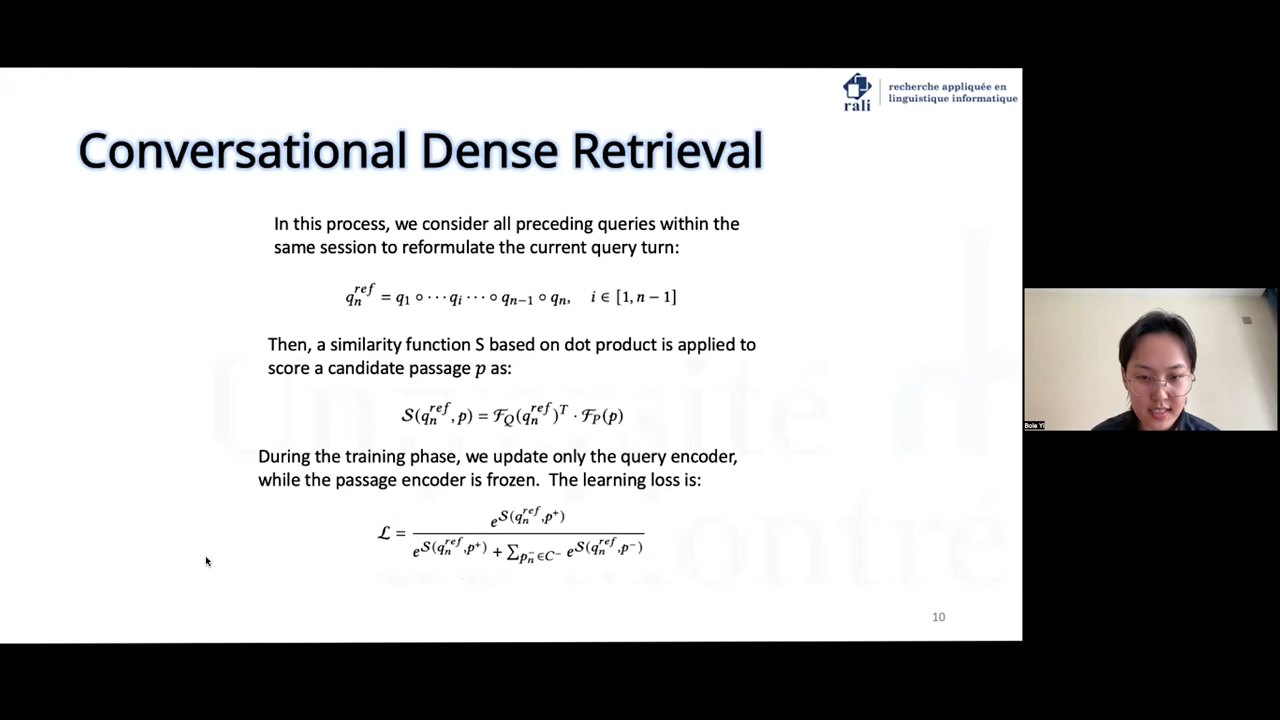 rali
recherche appliquée en
linguistique informatique
Conversational Dense Retrieval
In this process, we consider all preceding queries within the
same session to reformulate the current query turn:
q_n^{ref} = q_1 ∘ ··· q_i ··· ∘ q_{n−1} ∘ q_n, i ∈ [1, n − 1]
Then, a similarity function S based on dot product is applied to
score a candidate passage p as:
S(q_n^{ref}, p) = F_Q(q_n^{ref})^T · F_P(p)
During the training phase, we update only the query encoder,
while the passage encoder is frozen. The learning loss is:
L = e^{S(q_n^{ref},p^+)} / (e^{S(q_n^{ref},p^+)} + ∑_{p_n^-∈C^-} e^{S(q_n^{ref},p^-)})
10
Bole Yi